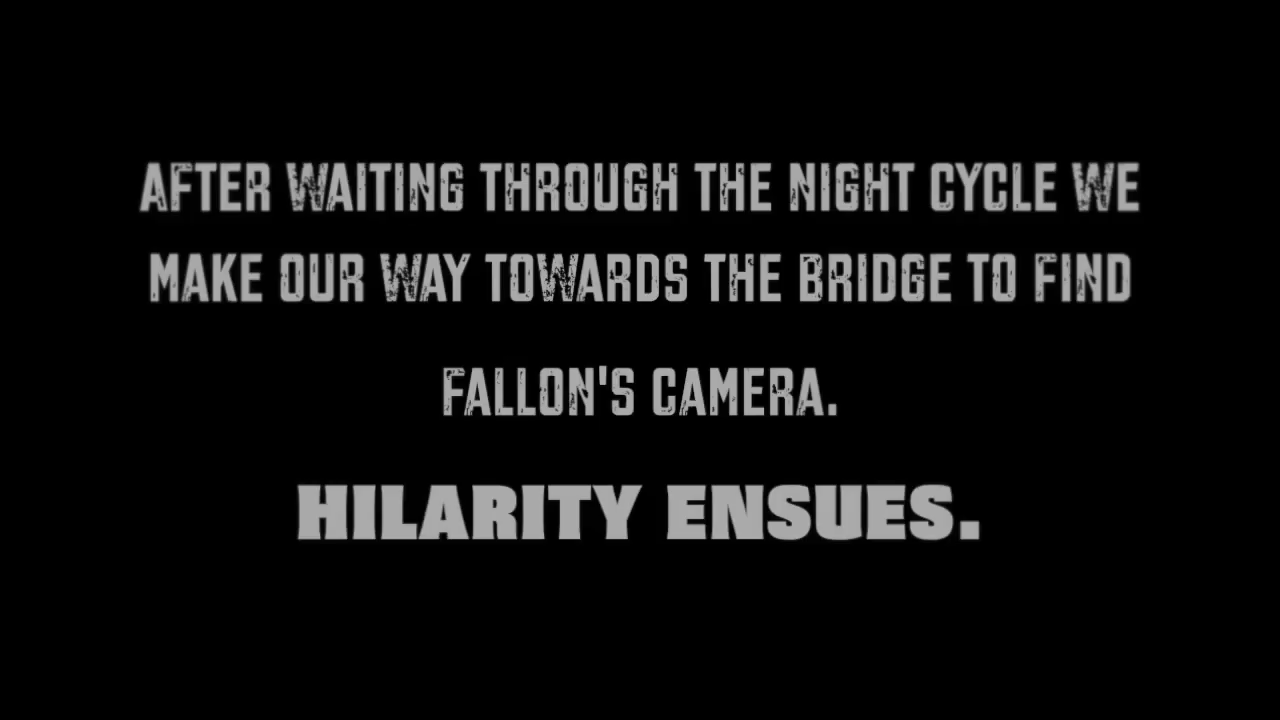 AFTER WAITING THROUGH THE NIGHT CYCLE WE
MAKE OUR WAY TOWARDS THE BRIDGE TO FIND
FALLON'S CAMERA.
HILARITY ENSUES.